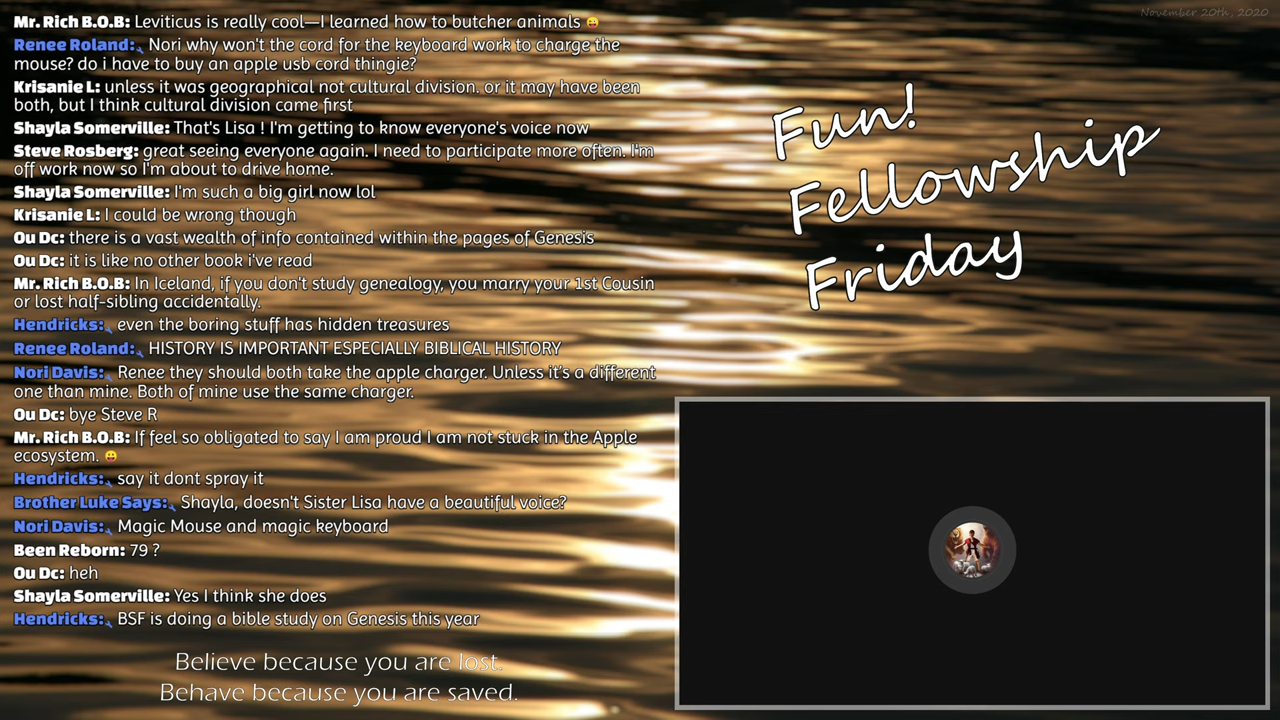 Mr. Rich B.O.B: Leviticus is really cool—I learned how to butcher animals 😛
Renee Roland: Nori why won't the cord for the keyboard work to charge the
mouse? do i have to buy an apple usb cord thingie?
Krisanie L: unless it was geographical not cultural division. or it may have been
both, but I think cultural division came first
Shayla Somerville: That's Lisa ! I'm getting to know everyone's voice now
Steve Rosberg: great seeing everyone again. I need to participate more often. I'm
off work now so I'm about to drive home.
Shayla Somerville: I'm such a big girl now lol
Krisanie L: I could be wrong though
Ou Dc: there is a vast wealth of info contained within the pages of Genesis
Ou Dc: it is like no other book i've read
Mr. Rich B.O.B: In Iceland, if you don't study genealogy, you marry your 1st Cousin
or lost half-sibling accidentally.
Hendricks: even the boring stuff has hidden treasures
Renee Roland: HISTORY IS IMPORTANT ESPECIALLY BIBLICAL HISTORY
Nori Davis: Renee they should both take the apple charger. Unless it's a different
one than mine. Both of mine use the same charger.
Ou Dc: bye Steve R
Mr. Rich B.O.B: If feel so obligated to say I am proud I am not stuck in the Apple
ecosystem. 😛
Hendricks: say it dont spray it
Brother Luke Says: Shayla, doesn't Sister Lisa have a beautiful voice?
Nori Davis: Magic Mouse and magic keyboard
Been Reborn: 79 ?
Ou Dc: heh
Shayla Somerville: Yes I think she does
Hendricks: BSF is doing a bible study on Genesis this year
Believe because you are lost.
Behave because you are saved.
November 20th, 2020
Fun!
Fellowship
Friday